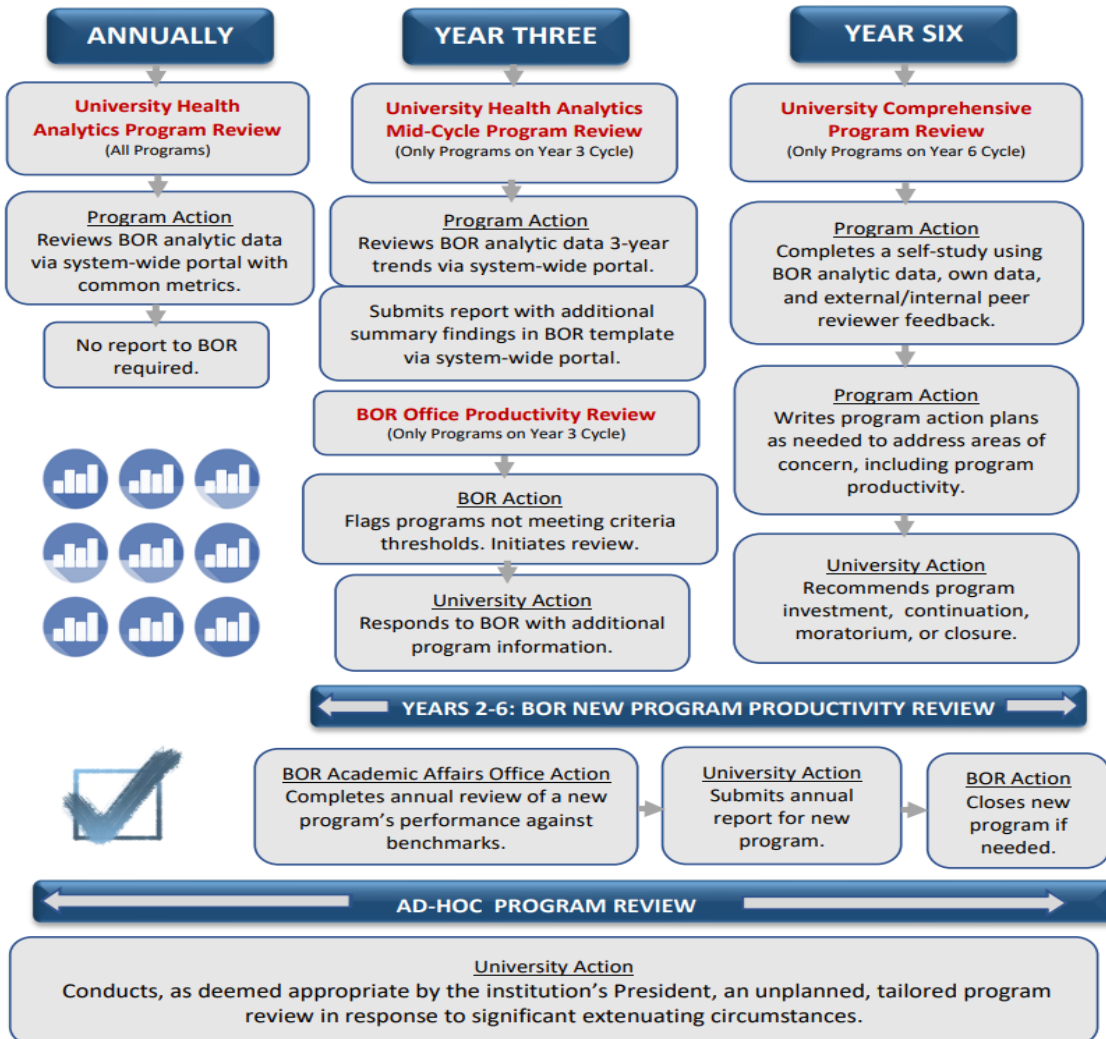 ANNUALLY
University Health
Analytics Program Review
(All Programs)
Program Action
Reviews BOR analytic data
via system-wide portal with
common metrics.
No report to BOR
required.
YEAR THREE
University Health Analytics
Mid-Cycle Program Review
(Only Programs on Year 3 Cycle)
Program Action
Reviews BOR analytic data 3-year
trends via system-wide portal.
Submits report with additional
summary findings in BOR template
via system-wide portal.
BOR Office Productivity Review
(Only Programs on Year 3 Cycle)
BOR Action
Flags programs not meeting criteria
thresholds. Initiates review.
University Action
Responds to BOR with additional
program information.
YEAR SIX
University Comprehensive
Program Review
(Only Programs on Year 6 Cycle)
Program Action
Completes a self-study using
BOR analytic data, own data,
and external/internal peer
reviewer feedback.
Program Action
Writes program action plans
as needed to address areas of
concern, including program
productivity.
University Action
Recommends program
investment, continuation,
moratorium, or closure.
YEARS 2-6: BOR NEW PROGRAM PRODUCTIVITY REVIEW
BOR Academic Affairs Office Action
Completes annual review of a new
program's performance against
benchmarks.
University Action
Submits annual
report for new
program.
BOR Action
Closes new
program if
needed.
AD-HOC PROGRAM REVIEW
University Action
Conducts, as deemed appropriate by the institution's President, an unplanned, tailored program
review in response to significant extenuating circumstances.